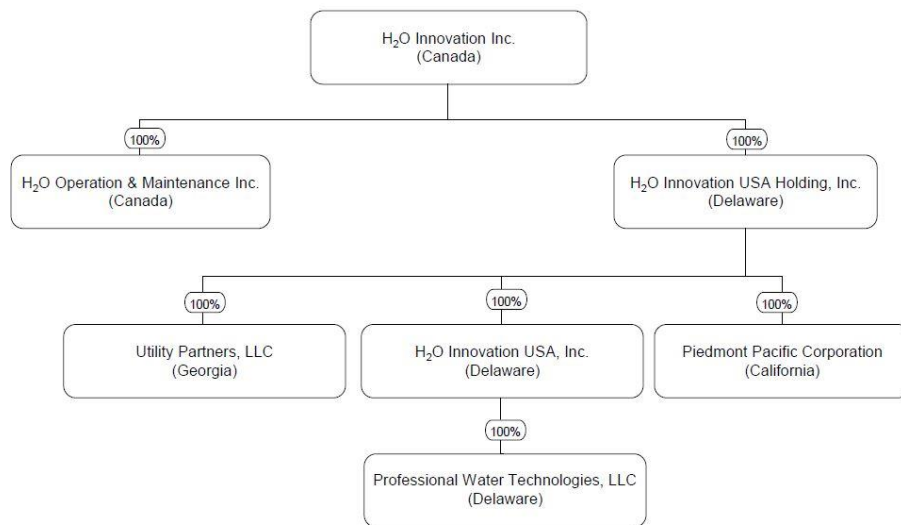 H₂O Innovation Inc.
(Canada)
100%
100%
H₂O Operation & Maintenance Inc.
(Canada)
H₂O Innovation USA Holding, Inc.
(Delaware)
100%
100%
100%
Utility Partners, LLC
(Georgia)
H₂O Innovation USA, Inc.
(Delaware)
Piedmont Pacific Corporation
(California)
100%
Professional Water Technologies, LLC
(Delaware)